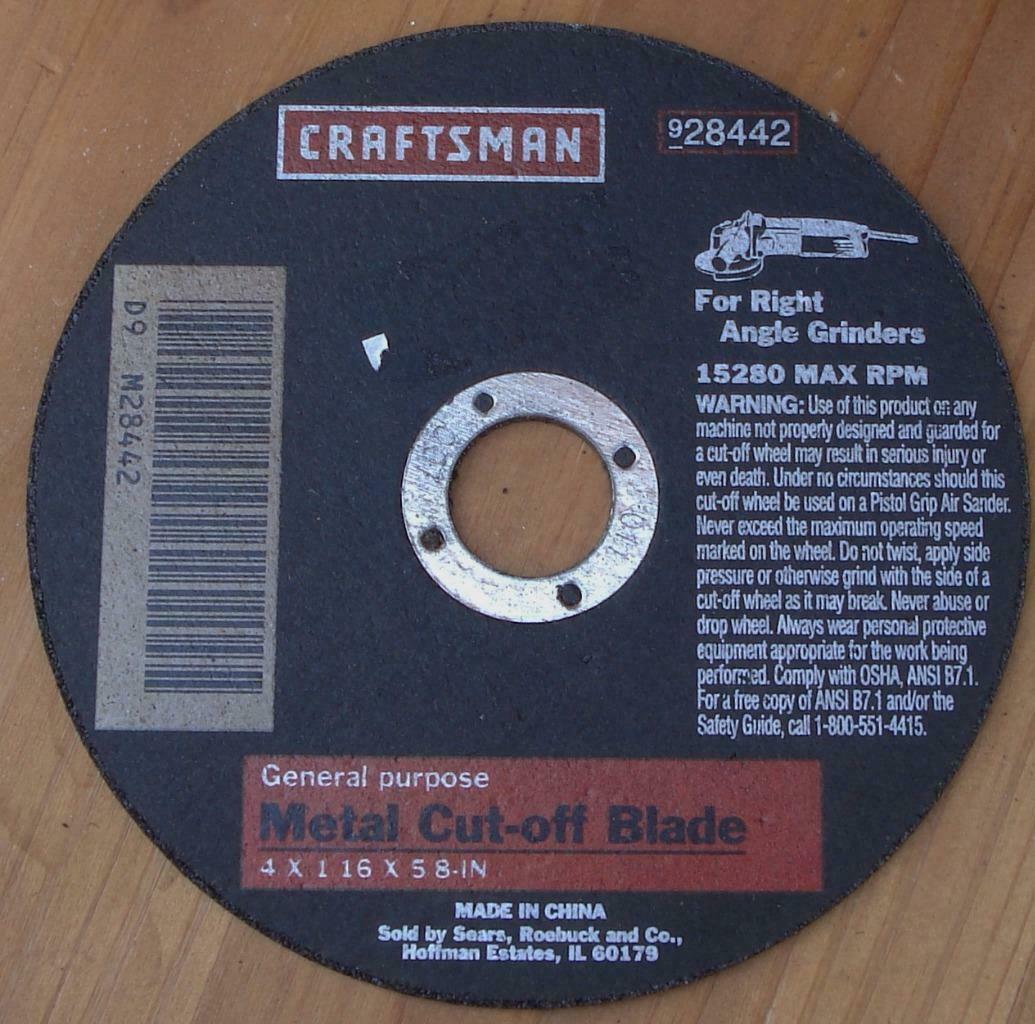 CRAFTSMAN
928442
D9 M28442
For Right
Angle Grinders
15280 MAX RPM
WARNING: Use of this product on any
machine not properly designed and guarded for
a cut-off wheel may result in serious injury or
even death. Under no circumstances should this
cut-off wheel be used on a Pistol Grip Air Sander.
Never exceed the maximum operating speed
marked on the wheel. Do not twist, apply side
pressure or otherwise grind with the side of a
cut-off wheel as it may break. Never abuse or
drop wheel. Always wear personal protective
equipment appropriate for the work being
performed. Comply with OSHA, ANSI B7.1.
For a free copy of ANSI B7.1 and/or the
Safety Guide, call 1-800-551-4415.
General purpose
Metal Cut-off Blade
4 X 1 16 X 5 8-IN
MADE IN CHINA
Sold by Sears, Roebuck and Co.,
Hoffman Estates, IL 60179